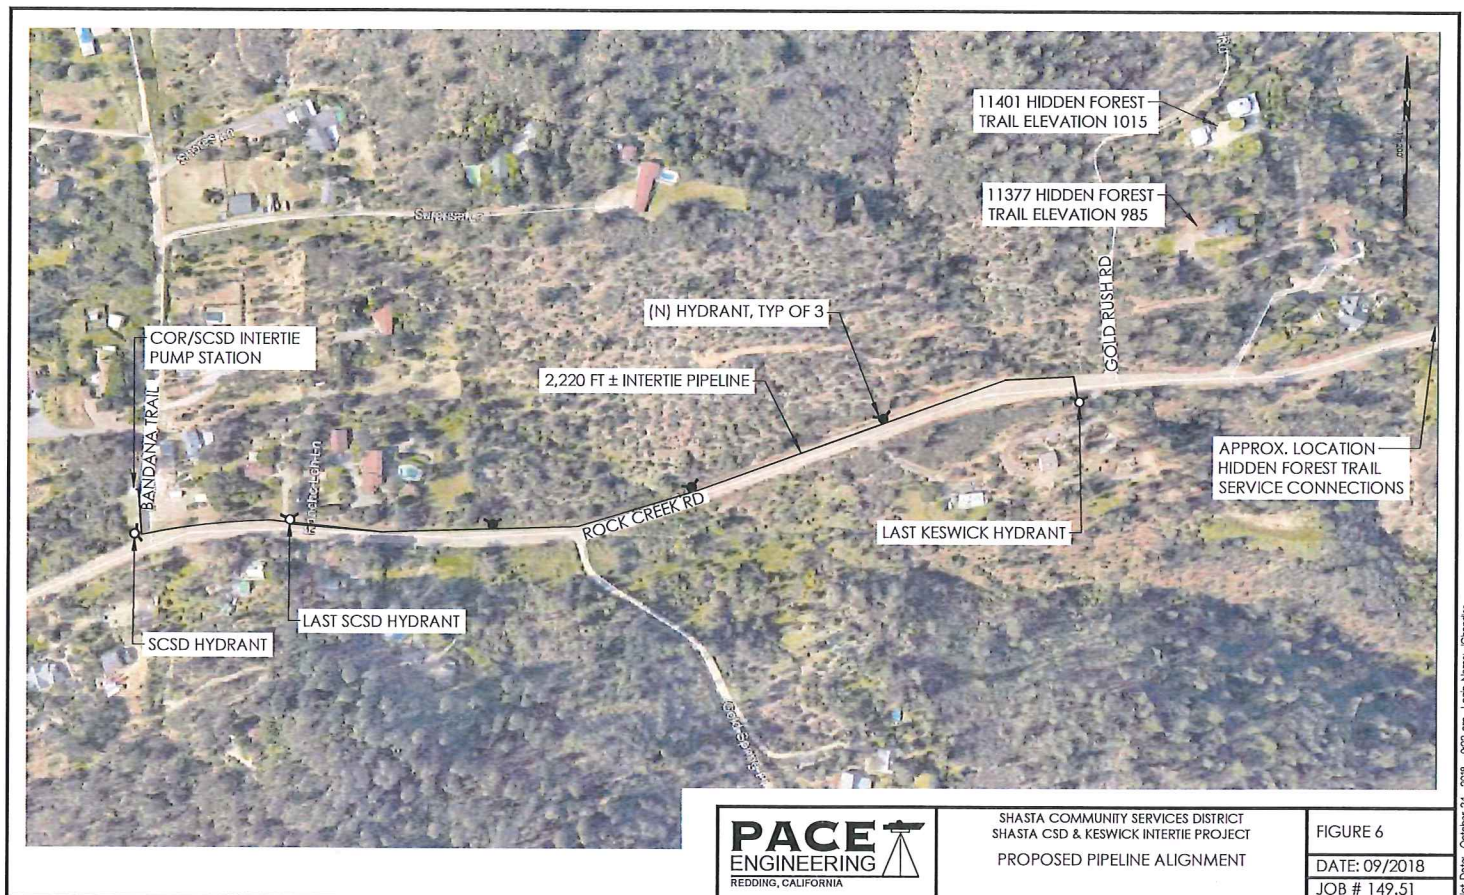 11401 HIDDEN FOREST
TRAIL ELEVATION 1015
11377 HIDDEN FOREST
TRAIL ELEVATION 985
N
GOLD RUSH RD
(N) HYDRANT, TYP OF 3
COR/SCSD INTERTIE
PUMP STATION
2,220 FT ± INTERTIE PIPELINE
BANDANA TRAIL
APPROX. LOCATION
HIDDEN FOREST TRAIL
SERVICE CONNECTIONS
ROCK CREEK RD
LAST KESWICK HYDRANT
LAST SCSD HYDRANT
SCSD HYDRANT
PACE
ENGINEERING
REDDING, CALIFORNIA
SHASTA COMMUNITY SERVICES DISTRICT
SHASTA CSD & KESWICK INTERTIE PROJECT
PROPOSED PIPELINE ALIGNMENT
FIGURE 6
DATE: 09/2018
JOB # 149.51